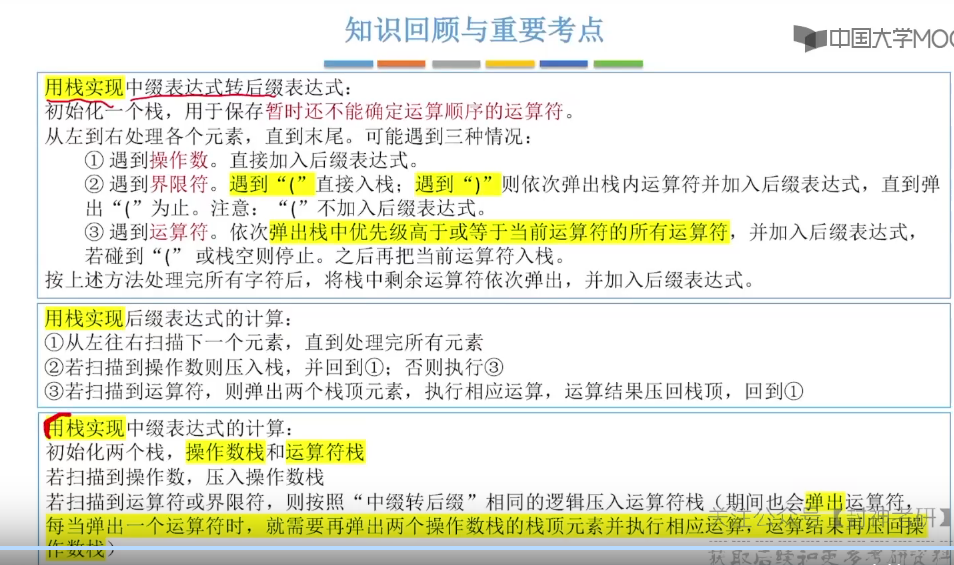 知识回顾与重要考点
中国大学MOO
用栈实现中缀表达式转后缀表达式：
初始化一个栈，用于保存暂时还不能确定运算顺序的运算符。
从左到右处理各个元素，直到末尾。可能遇到三种情况：
① 遇到操作数。直接加入后缀表达式。
② 遇到界限符。遇到“(”直接入栈；遇到“)”则依次弹出栈内运算符并加入后缀表达式，直到弹
出“(”为止。注意：“(”不加入后缀表达式。
③ 遇到运算符。依次弹出栈中优先级高于或等于当前运算符的所有运算符，并加入后缀表达式，
若碰到“(” 或栈空则停止。之后再把当前运算符入栈。
按上述方法处理完所有字符后，将栈中剩余运算符依次弹出，并加入后缀表达式。
用栈实现后缀表达式的计算：
①从左往右扫描下一个元素，直到处理完所有元素
②若扫描到操作数则压入栈，并回到①；否则执行③
③若扫描到运算符，则弹出两个栈顶元素，执行相应运算，运算结果压回栈顶，回到①
用栈实现中缀表达式的计算：
初始化两个栈，操作数栈和运算符栈
若扫描到操作数，压入操作数栈
若扫描到运算符或界限符，则按照“中缀转后缀”相同的逻辑压入运算符栈（期间也会弹出运算符，
每当弹出一个运算符时，就需要再弹出两个操作数栈的栈顶元素并执行相应运算，运算结果再压回操
作数栈）